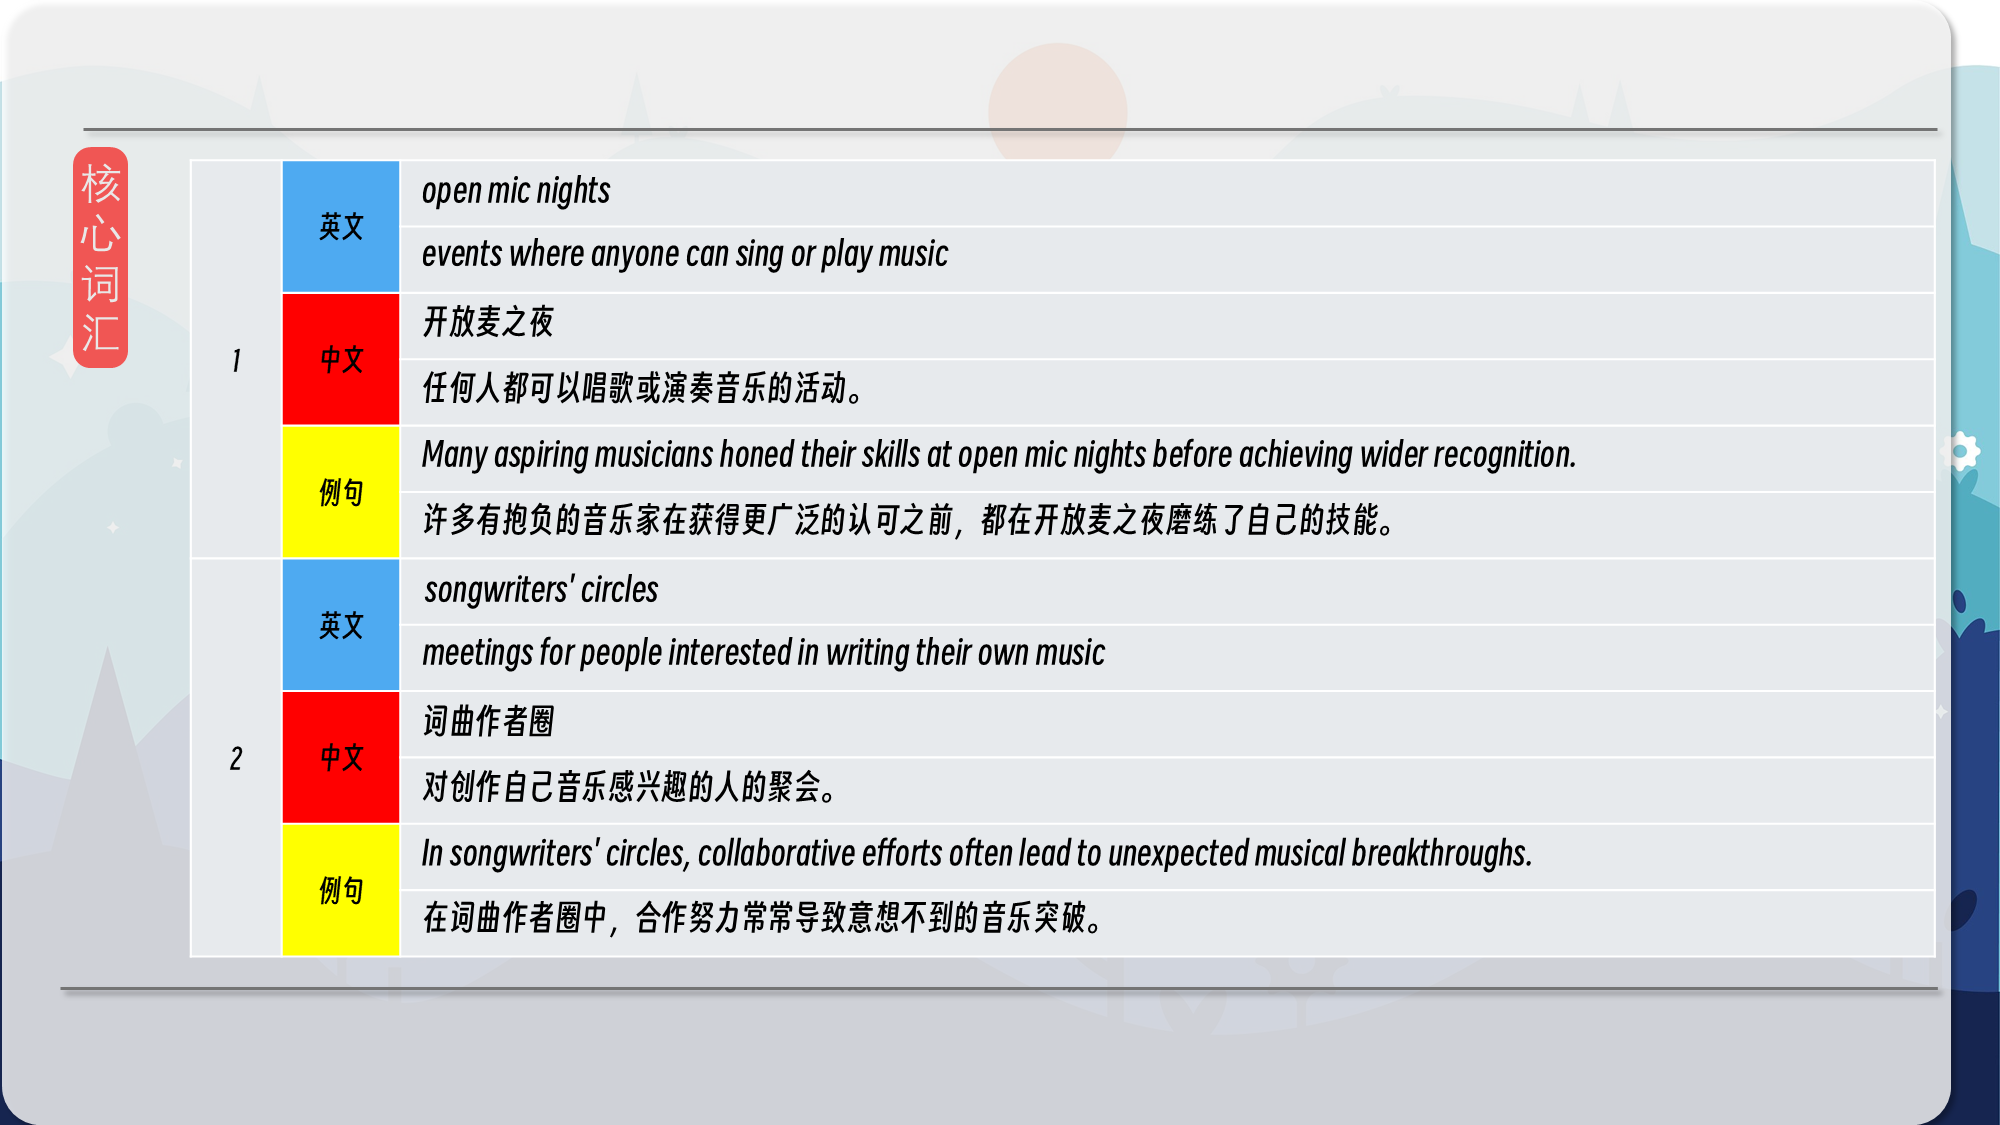 核心词汇
1
英文
open mic nights
events where anyone can sing or play music
中文
开放麦之夜
任何人都可以唱歌或演奏音乐的活动。
例句
Many aspiring musicians honed their skills at open mic nights before achieving wider recognition.
许多有抱负的音乐家在获得更广泛的认可之前，都在开放麦之夜磨练了自己的技能。
2
英文
songwriters' circles
meetings for people interested in writing their own music
中文
词曲作者圈
对创作自己音乐感兴趣的人的聚会。
例句
In songwriters' circles, collaborative efforts often lead to unexpected musical breakthroughs.
在词曲作者圈中，合作努力常常导致意想不到的音乐突破。